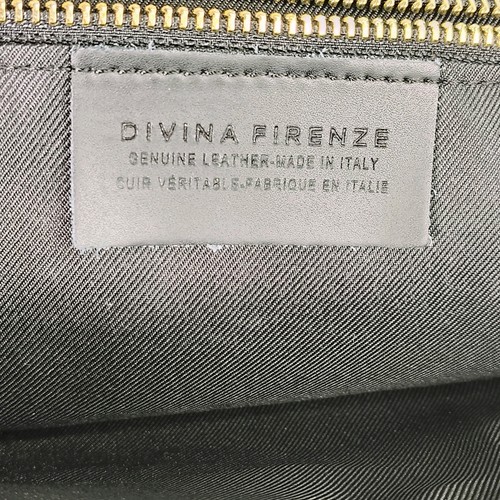 DIVINA FIRENZE
GENUINE LEATHER-MADE IN ITALY
CUIR VÉRITABLE-FABRIQUE EN ITALIE